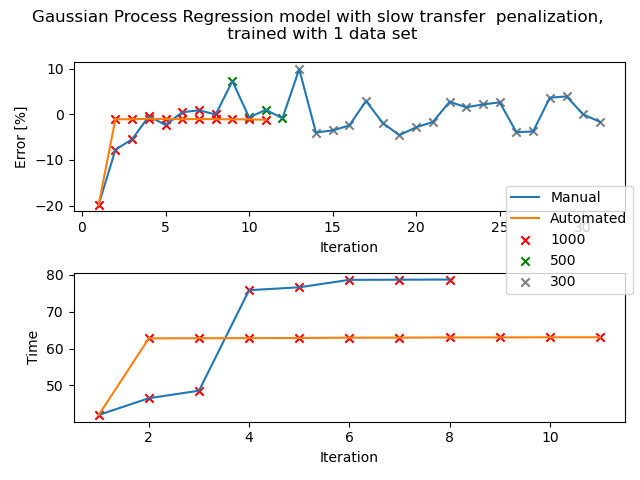 Gaussian Process Regression model with slow transfer  penalization,
trained with 1 data set
10
0
−10
−20
Error [%]
0 5 10 15 20 25 30
Iteration
Manual
Automated
1000
500
300
80
70
60
50
Time
2 4 6 8 10
Iteration